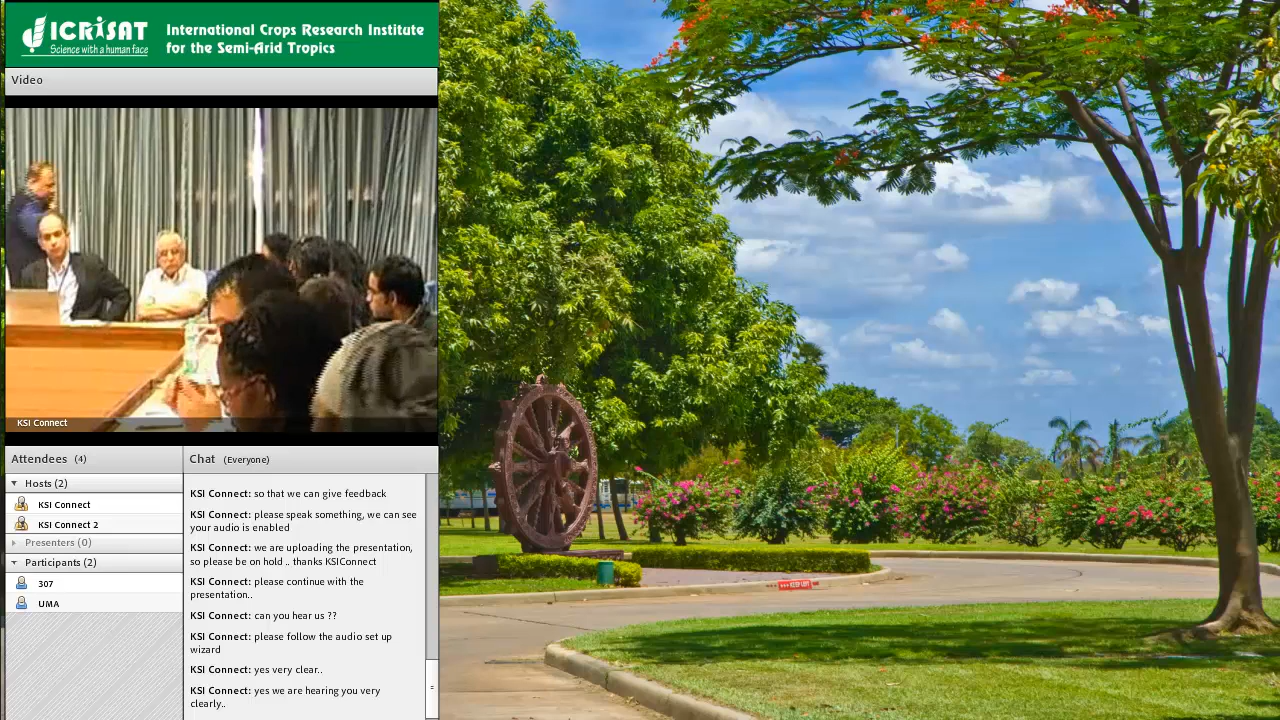 ICRISAT
Science with a human face
International Crops Research Institute
for the Semi-Arid Tropics
Video
KSI Connect
Attendees (4)
Hosts (2)
KSI Connect
KSI Connect 2
Presenters (0)
Participants (2)
307
UMA
Chat (Everyone)
KSI Connect: so that we can give feedback
KSI Connect: please speak something, we can see
your audio is enabled
KSI Connect: we are uploading the presentation,
so please be on hold .. thanks KSIConnect
KSI Connect: please continue with the
presentation..
KSI Connect: can you hear us ??
KSI Connect: please follow the audio set up
wizard
KSI Connect: yes very clear..
KSI Connect: yes we are hearing you very
clearly..
KEEP LEFT